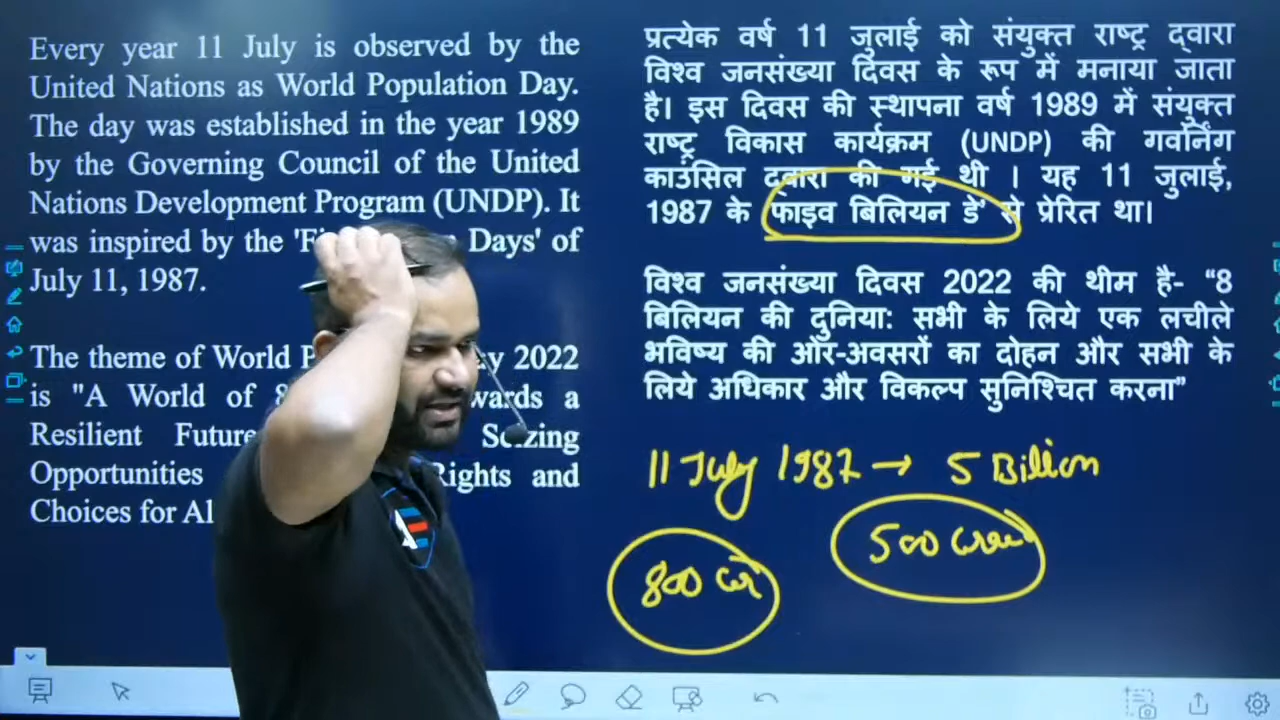 Every year 11 July is observed by the
United Nations as World Population Day.
The day was established in the year 1989
by the Governing Council of the United
Nations Development Program (UNDP). It
was inspired by the Days' of
July 11, 1987.
The theme of World 2022
is "A World of a
Resilient Future
Opportunities Rights and
Choices for Al
प्रत्येक वर्ष 11 जुलाई को संयुक्त राष्ट्र द्वारा
विश्व जनसंख्या दिवस के रूप में मनाया जाता
है। इस दिवस की स्थापना वर्ष 1989 में संयुक्त
राष्ट्र विकास कार्यक्रम (UNDP) की गवर्निंग
काउंसिल द्वारा की गई थी । यह 11 जुलाई,
1987 के फाइव बिलियन डे' से प्रेरित था।
विश्व जनसंख्या दिवस 2022 की थीम है- “8
बिलियन की दुनिया: सभी के लिये एक लचीले
भविष्य की ओर-अवसरों का दोहन और सभी के
लिये अधिकार और विकल्प सुनिश्चित करना”
11 July 1987 → 5 Billion
500 
800